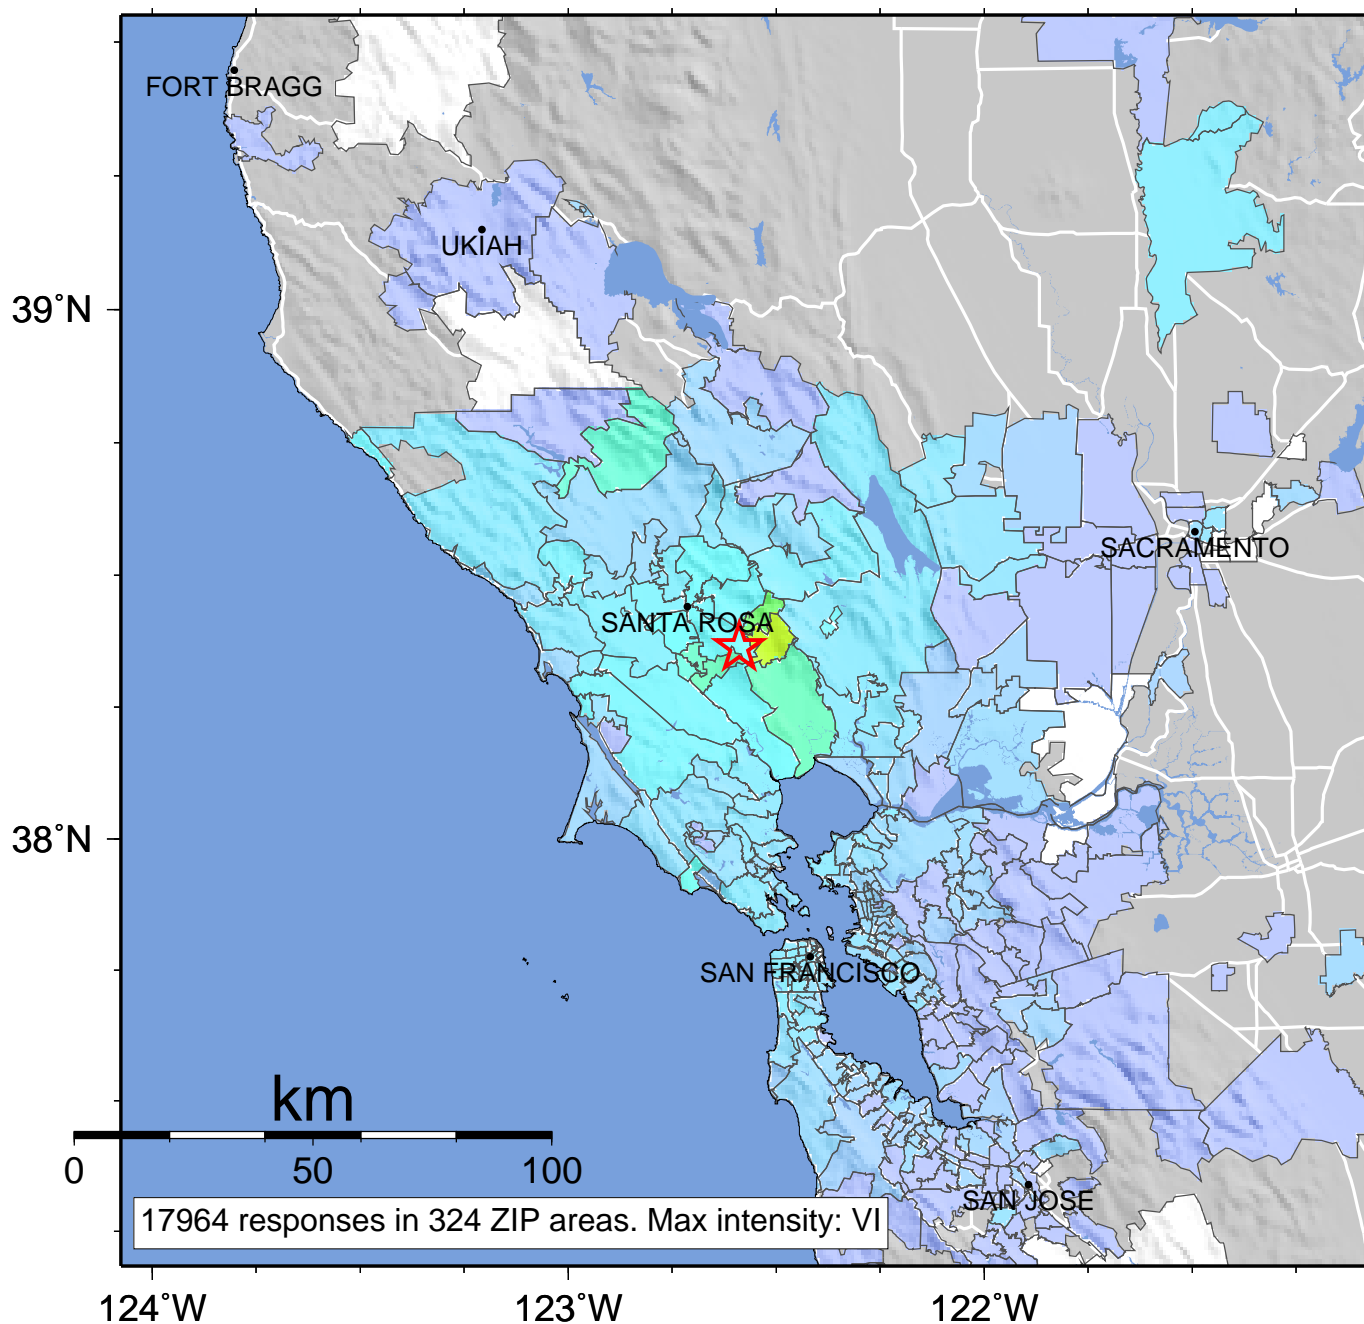 FORT BRAGG
UKIAH
39˚N
SACRAMENTO
SANTA ROSA
38˚N
SAN FRANCISCO
km
0 50 100
SAN JOSE
17964 responses in 324 ZIP areas. Max intensity: VI
124˚W 123˚W 122˚W